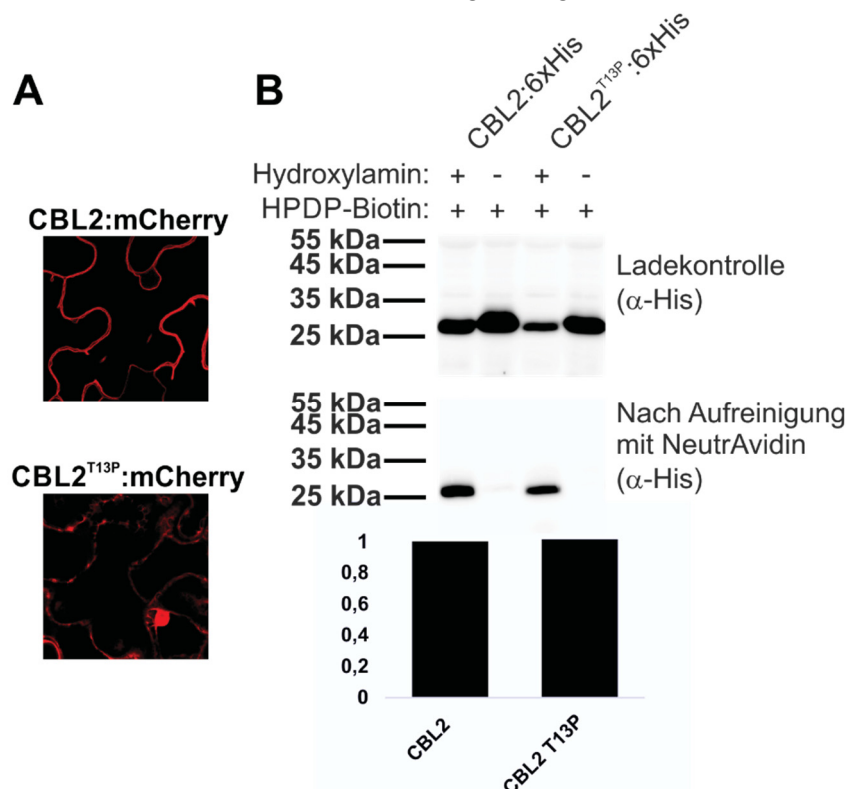 A
B
CBL2:6xHis
CBL2T13P:6xHis
Hydroxylamin: + - + -
HPDP-Biotin: + + + +
CBL2:mCherry
55 kDa
45 kDa
35 kDa
25 kDa
Ladekontrolle
(α-His)
55 kDa
45 kDa
35 kDa
25 kDa
Nach Aufreinigung
mit NeutrAvidin
(α-His)
CBL2T13P:mCherry
1
0,8
0,6
0,4
0,2
0
CBL2
CBL2 T13P